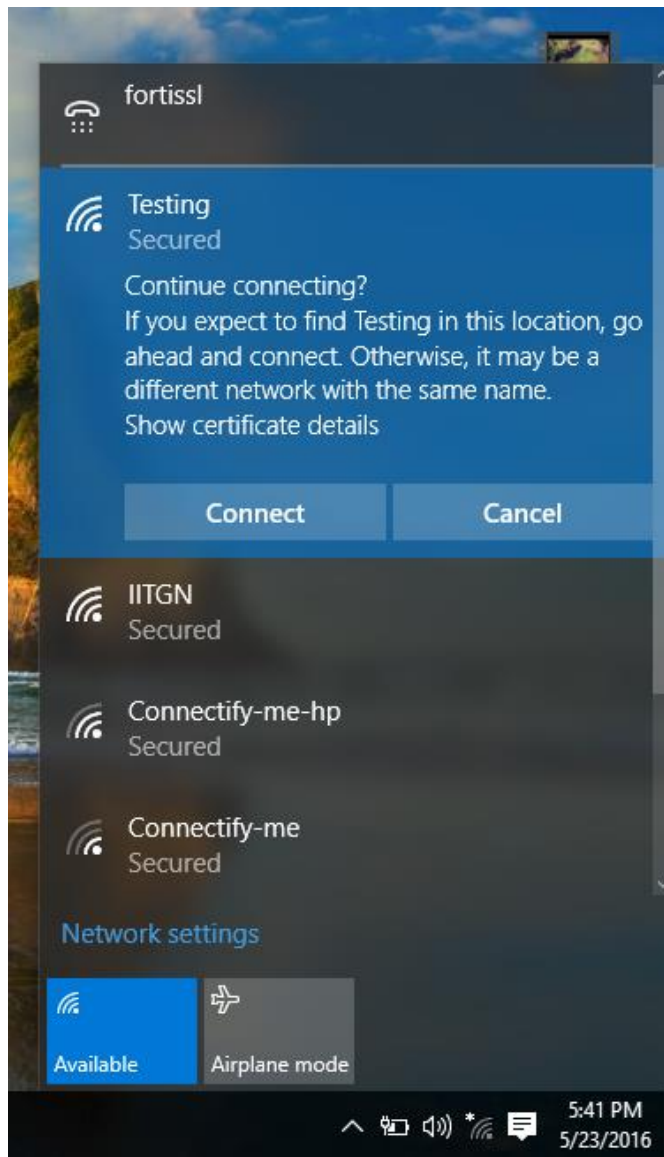 fortissl
Testing
Secured
Continue connecting?
If you expect to find Testing in this location, go
ahead and connect. Otherwise, it may be a
different network with the same name.
Show certificate details
Connect Cancel
IITGN
Secured
Connectify-me-hp
Secured
Connectify-me
Secured
Network settings
Available Airplane mode
5:41 PM
5/23/2016